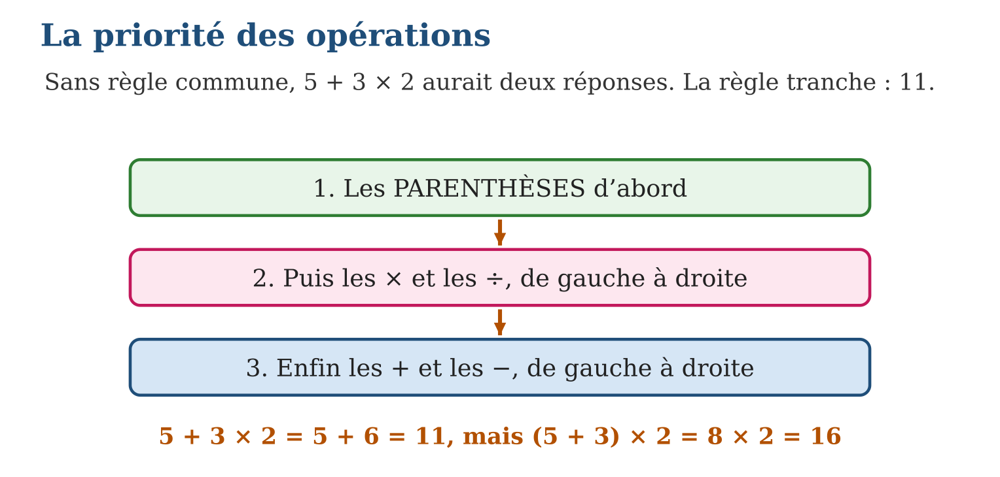 La priorité des opérations
Sans règle commune, 5 + 3 × 2 aurait deux réponses. La règle tranche : 11.
1. Les PARENTHÈSES d’abord
2. Puis les × et les ÷, de gauche à droite
3. Enfin les + et les −, de gauche à droite
5 + 3 × 2 = 5 + 6 = 11, mais (5 + 3) × 2 = 8 × 2 = 16